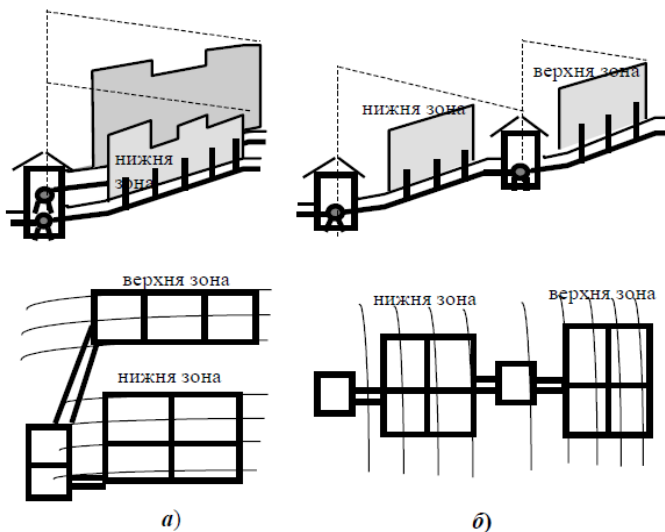 верхня зона
нижня зона
нижня
зона
верхня зона
нижня зона
верхня зона
нижня зона
а)
б)